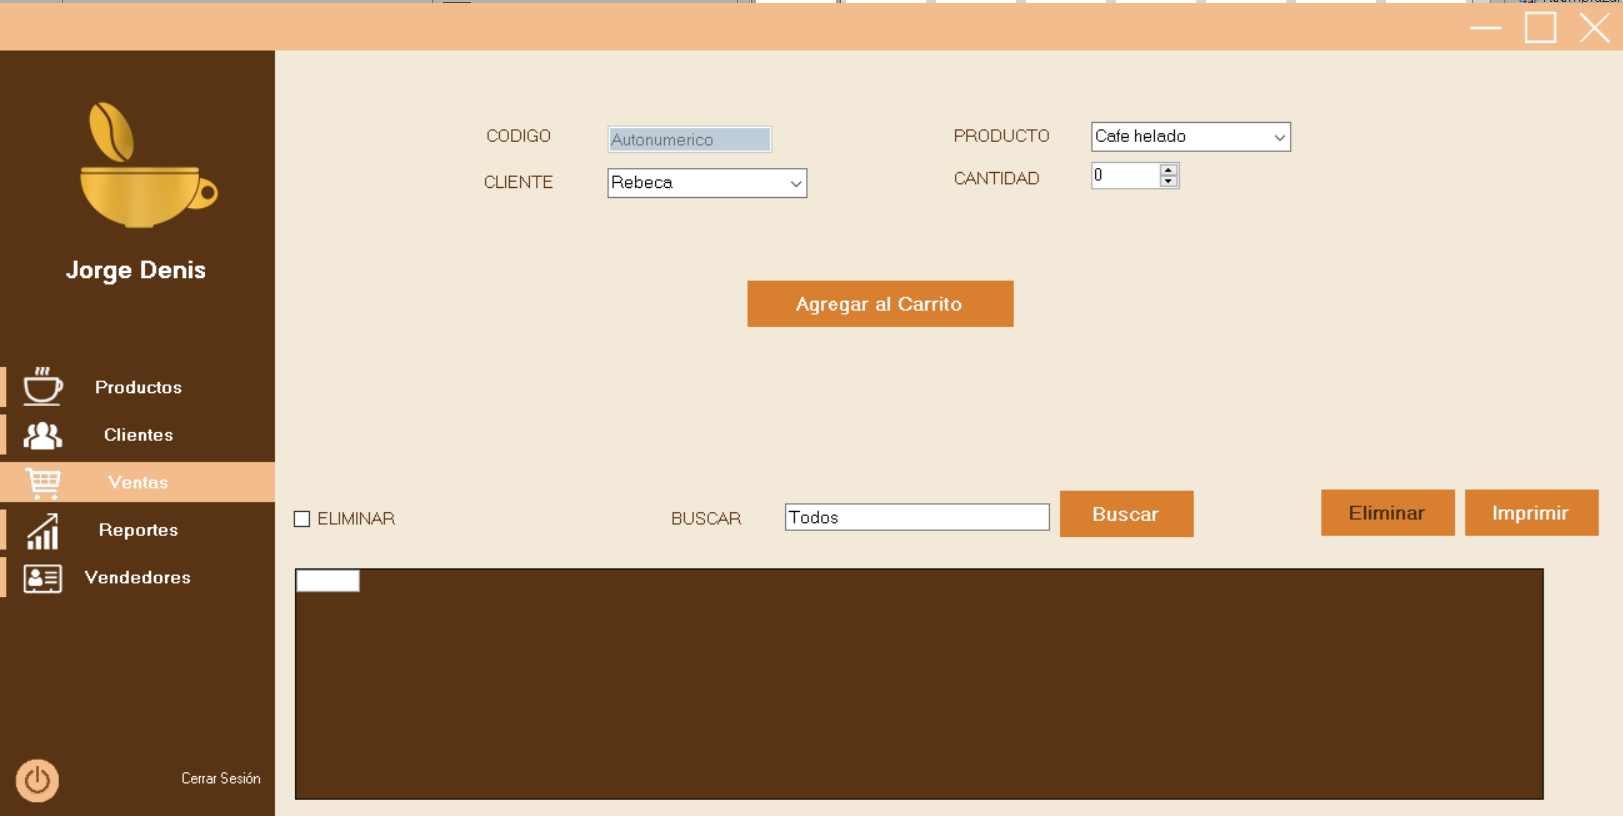 CODIGO
Autonumerico
PRODUCTO
Cafe helado
CLIENTE
Rebeca
CANTIDAD
0
Jorge Denis
Agregar al Carrito
Productos
Clientes
Ventas
Reportes
Vendedores
ELIMINAR
BUSCAR
Todos
Buscar
Eliminar
Imprimir
Cerrar Sesión